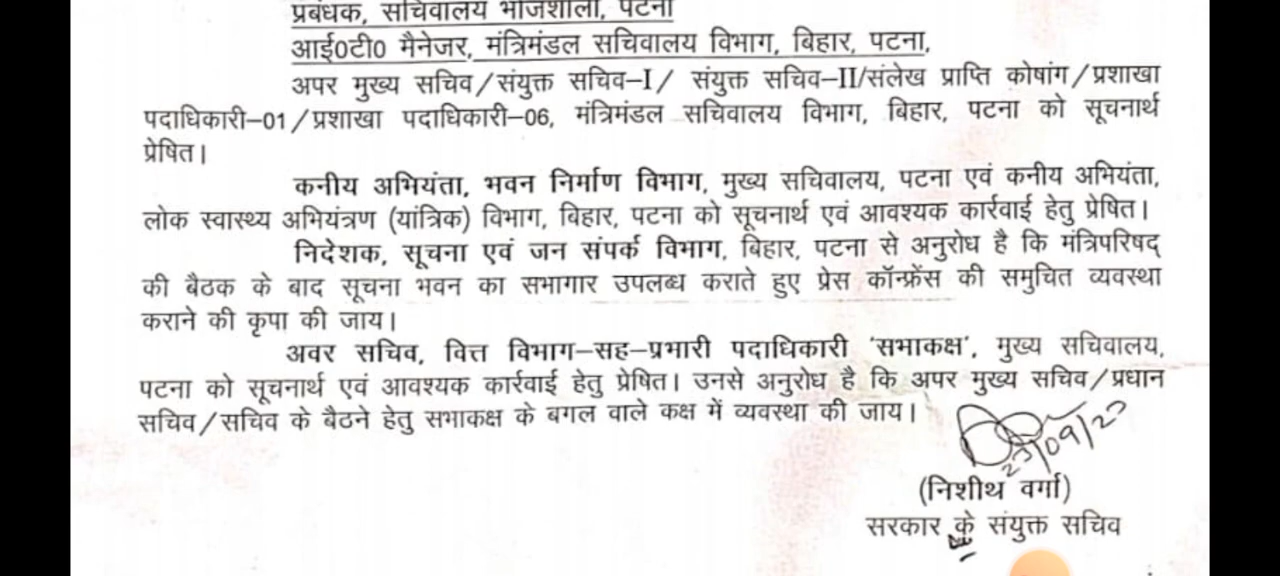 प्रबंधक, सचिवालय भोजशाला, पटना
आई0टी0 मैनेजर, मंत्रिमंडल सचिवालय विभाग, बिहार, पटना,
अपर मुख्य सचिव/संयुक्त सचिव–I/ संयुक्त सचिव–II/संलेख प्राप्ति कोषांग/प्रशाखा
पदाधिकारी–01/प्रशाखा पदाधिकारी–06, मंत्रिमंडल सचिवालय विभाग, बिहार, पटना को सूचनार्थ
प्रेषित।
कनीय अभियंता, भवन निर्माण विभाग, मुख्य सचिवालय, पटना एवं कनीय अभियंता,
लोक स्वास्थ्य अभियंत्रण (यांत्रिक) विभाग, बिहार, पटना को सूचनार्थ एवं आवश्यक कार्रवाई हेतु प्रेषित।
निदेशक, सूचना एवं जन संपर्क विभाग, बिहार, पटना से अनुरोध है कि मंत्रिपरिषद्
की बैठक के बाद सूचना भवन का सभागार उपलब्ध कराते हुए प्रेस कॉन्फ्रेंस की समुचित व्यवस्था
कराने की कृपा की जाय।
अवर सचिव, वित्त विभाग–सह–प्रभारी पदाधिकारी 'सभाकक्ष', मुख्य सचिवालय,
पटना को सूचनार्थ एवं आवश्यक कार्रवाई हेतु प्रेषित। उनसे अनुरोध है कि अपर मुख्य सचिव/प्रधान
सचिव/सचिव के बैठने हेतु सभाकक्ष के बगल वाले कक्ष में व्यवस्था की जाय।
(निशीथ वर्मा)
सरकार के संयुक्त सचिव